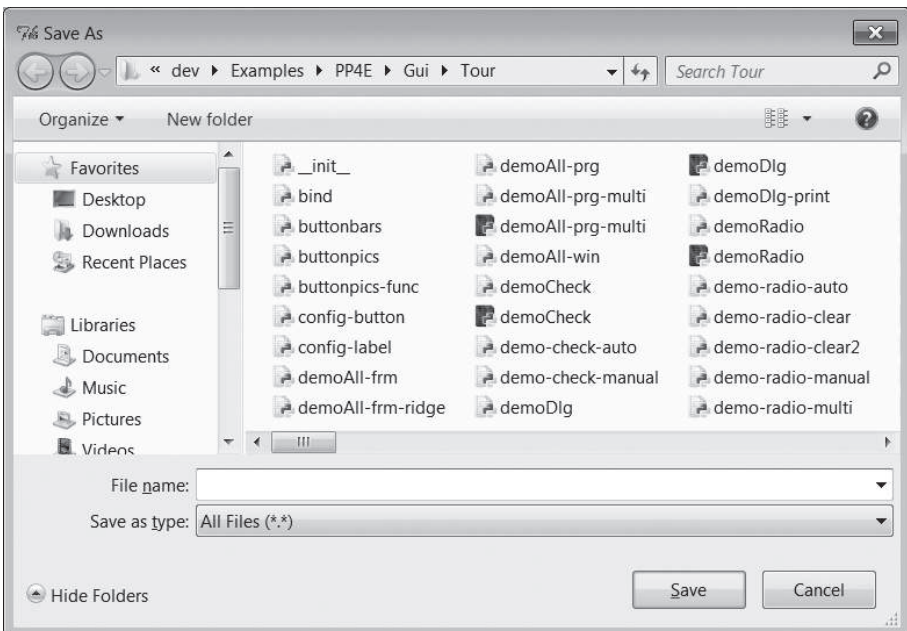 Save As
« dev ▸ Examples ▸ PP4E ▸ Gui ▸ Tour
Search Tour
Organize
New folder
Favorites
Desktop
Downloads
Recent Places
Libraries
Documents
Music
Pictures
Videos
__init__
bind
buttonbars
buttonpics
buttonpics-func
config-button
config-label
demoAll-frm
demoAll-frm-ridge
demoAll-prg
demoAll-prg-multi
demoAll-prg-multi
demoAll-win
demoCheck
demoCheck
demo-check-auto
demo-check-manual
demoDlg
demoDlg
demoDlg-print
demoRadio
demoRadio
demo-radio-auto
demo-radio-clear
demo-radio-clear2
demo-radio-manual
demo-radio-multi
File name:
Save as type: All Files (*.*)
Hide Folders
Save
Cancel